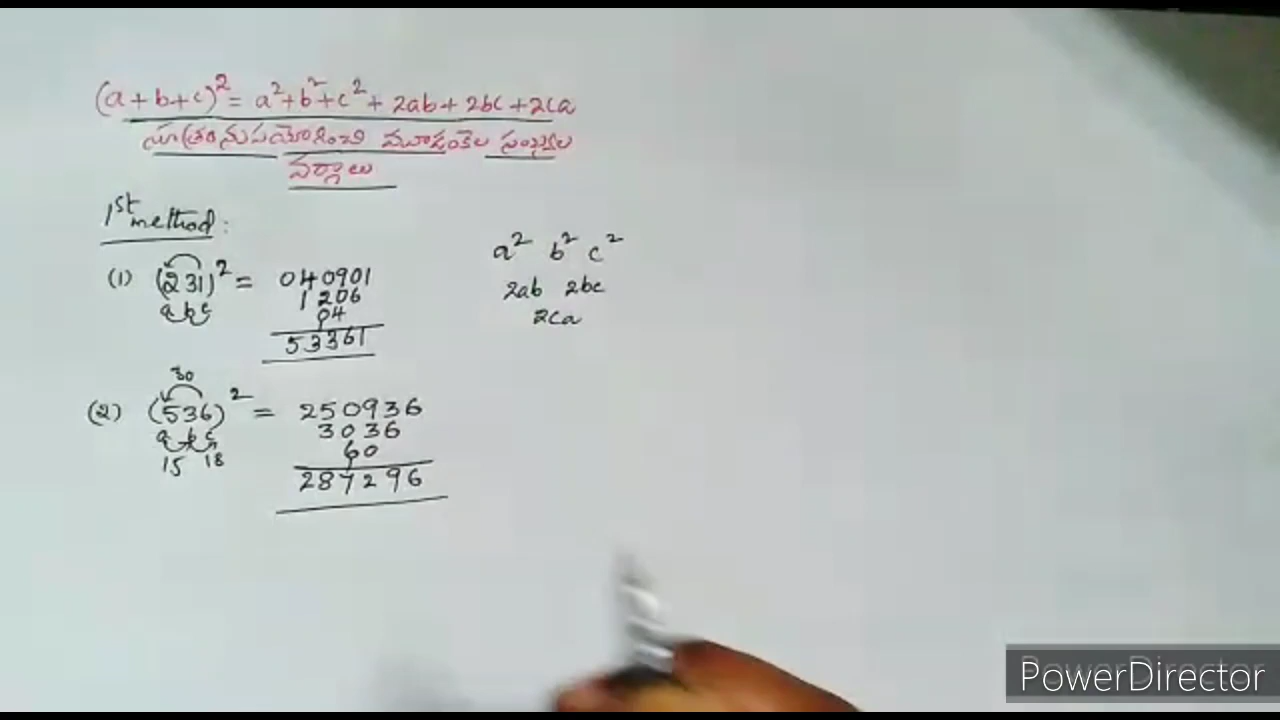 (a+b+c)² = a²+b²+c²+2ab+2bc+2ca
సూత్రంనుపయోగించి మూడంకెల సంఖ్యల
వర్గాలు
1st method:
(1) (231)² = 040901
a b c
1206
04
53361
a² b² c²
2ab 2bc
2ca
30
(2) (536)² = 250936
a b c
3036
15 18
60
287296
PowerDirector